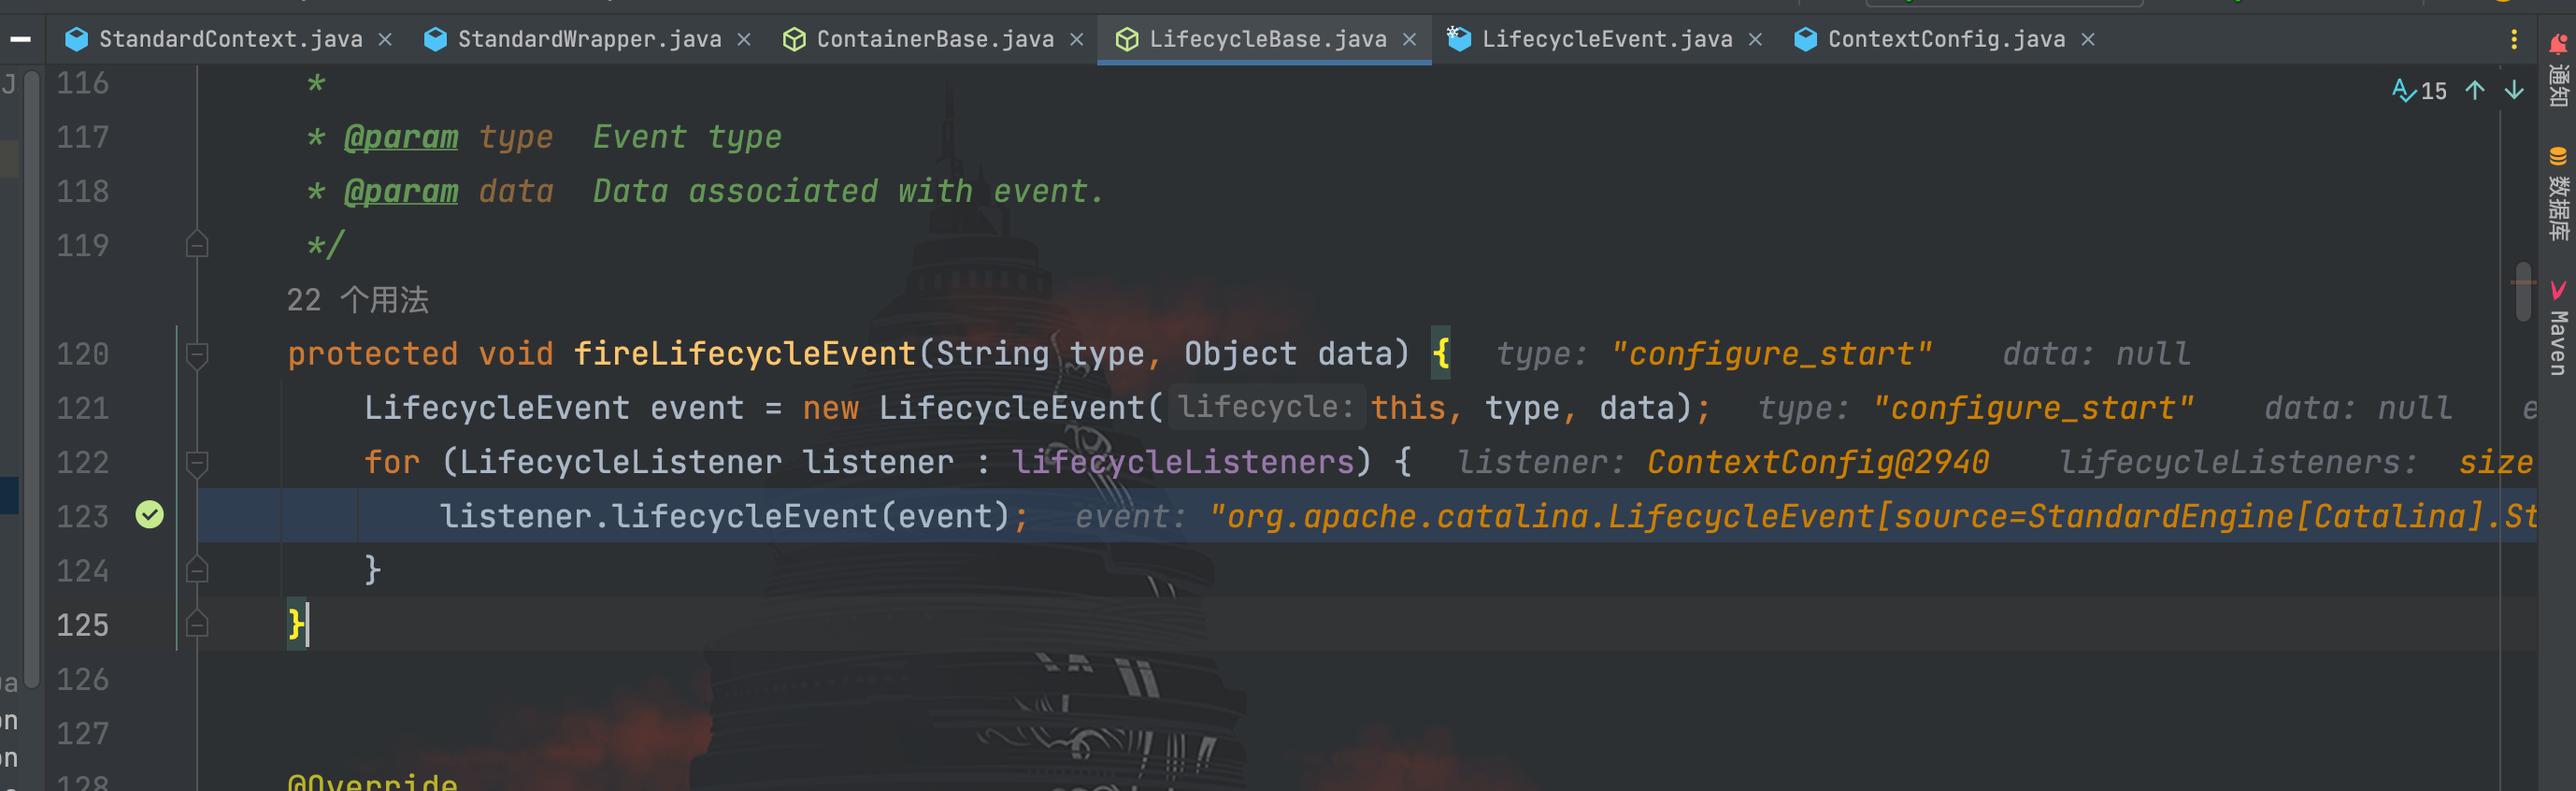 StandardContext.java StandardWrapper.java ContainerBase.java LifecycleBase.java LifecycleEvent.java ContextConfig.java
15
116 *
117 * @param type Event type
118 * @param data Data associated with event.
119 */
22 个用法
120 protected void fireLifecycleEvent(String type, Object data) { type: "configure_start" data: null
121 LifecycleEvent event = new LifecycleEvent( lifecycle: this, type, data); type: "configure_start" data: null e
122 for (LifecycleListener listener : lifecycleListeners) { listener: ContextConfig@2940 lifecycleListeners: size
123 listener.lifecycleEvent(event); event: "org.apache.catalina.LifecycleEvent[source=StandardEngine[Catalina].St
124 }
125 }
126
127
128 @Override
通知
数据库
Maven